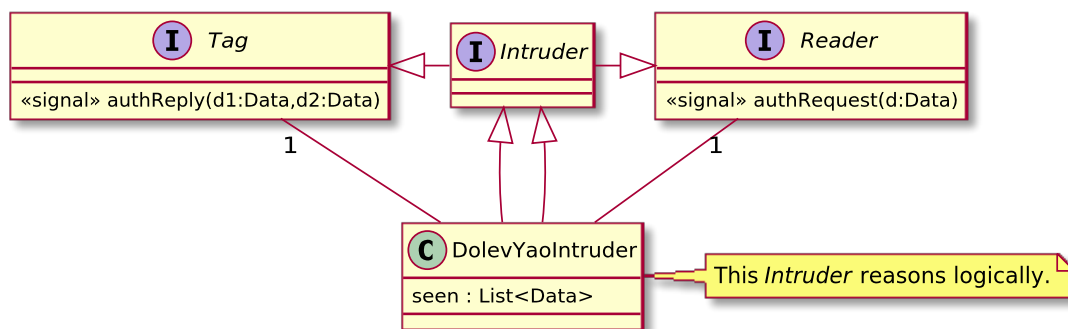 I Tag
«signal» authReply(d1:Data,d2:Data)
I Intruder
I Reader
«signal» authRequest(d:Data)
1
1
C DolevYaoIntruder
seen : List<Data>
This Intruder reasons logically.